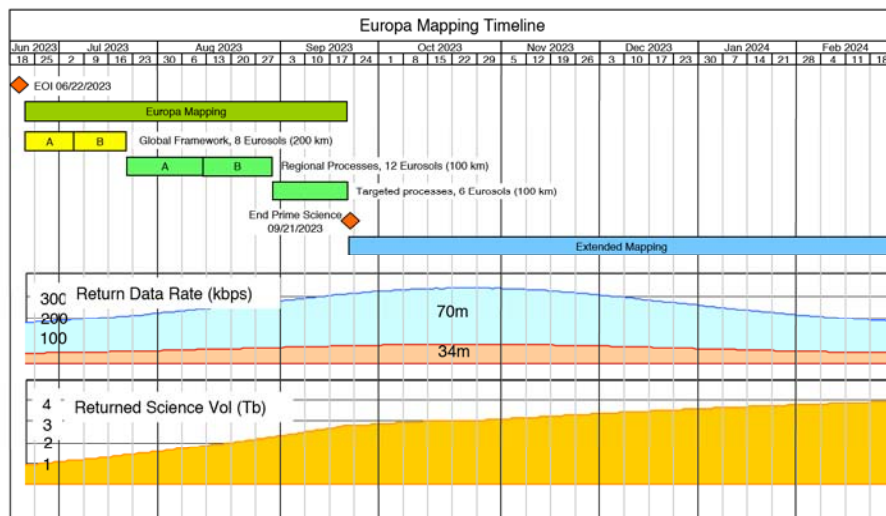 Europa Mapping Timeline
Jun 2023 Jul 2023 Aug 2023 Sep 2023 Oct 2023 Nov 2023 Dec 2023 Jan 2024 Feb 2024
18 25 2 9 16 23 30 6 13 20 27 3 10 17 24 1 8 15 22 29 5 12 19 26 3 10 17 23 30 7 14 21 28 4 11 18
EOI 06/22/2023
Europa Mapping
A B Global Framework, 8 Eurosols (200 km)
A B Regional Processes, 12 Eurosols (100 km)
Targeted processes, 6 Eurosols (100 km)
End Prime Science
09/21/2023
Extended Mapping
300 Return Data Rate (kbps)
200
70m
100
34m
4 Returned Science Vol (Tb)
3
2
1